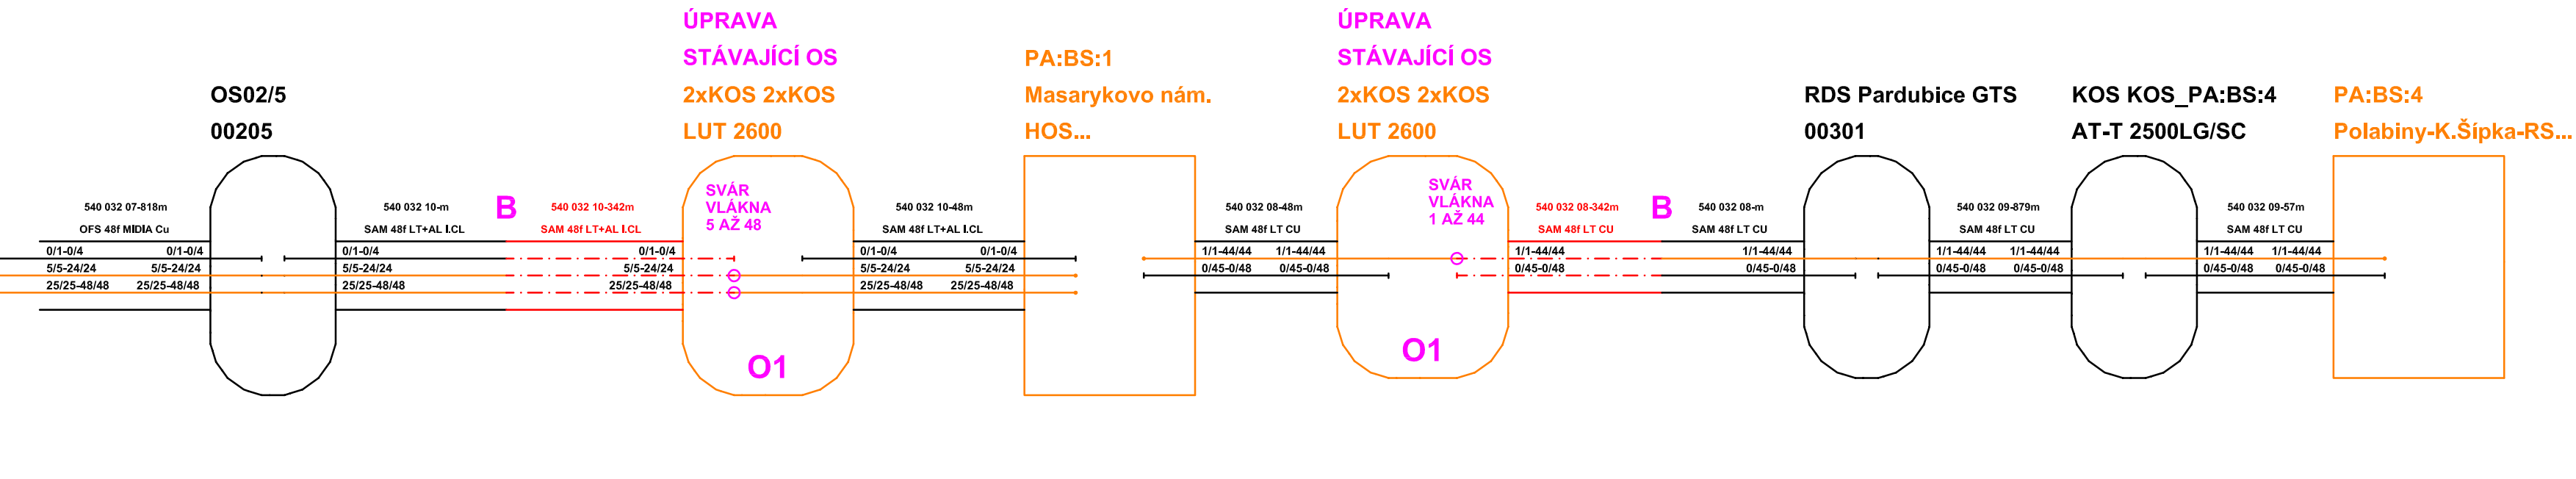 OS02/5
00205
540 032 07-818m
OFS 48f MIDIA Cu
0/1-0/4 0/1-0/4
5/5-24/24 5/5-24/24
25/25-48/48 25/25-48/48
540 032 10-m
SAM 48f LT+AL I.CL
0/1-0/4
5/5-24/24
25/25-48/48
B
540 032 10-342m
SAM 48f LT+AL I.CL
0/1-0/4
5/5-24/24
25/25-48/48
ÚPRAVA
STÁVAJÍCÍ OS
2xKOS 2xKOS
LUT 2600
SVÁR
VLÁKNA
5 AŽ 48
O1
540 032 10-48m
SAM 48f LT+AL I.CL
0/1-0/4 0/1-0/4
5/5-24/24 5/5-24/24
25/25-48/48 25/25-48/48
PA:BS:1
Masarykovo nám.
HOS...
540 032 08-48m
SAM 48f LT CU
1/1-44/44 1/1-44/44
0/45-0/48 0/45-0/48
ÚPRAVA
STÁVAJÍCÍ OS
2xKOS 2xKOS
LUT 2600
SVÁR
VLÁKNA
1 AŽ 44
O1
540 032 08-342m
SAM 48f LT CU
1/1-44/44
0/45-0/48
B
540 032 08-m
SAM 48f LT CU
1/1-44/44
0/45-0/48
RDS Pardubice GTS
00301
540 032 09-879m
SAM 48f LT CU
1/1-44/44 1/1-44/44
0/45-0/48 0/45-0/48
KOS KOS_PA:BS:4
AT-T 2500LG/SC
540 032 09-57m
SAM 48f LT CU
1/1-44/44 1/1-44/44
0/45-0/48 0/45-0/48
PA:BS:4
Polabiny-K.Šípka-RS...